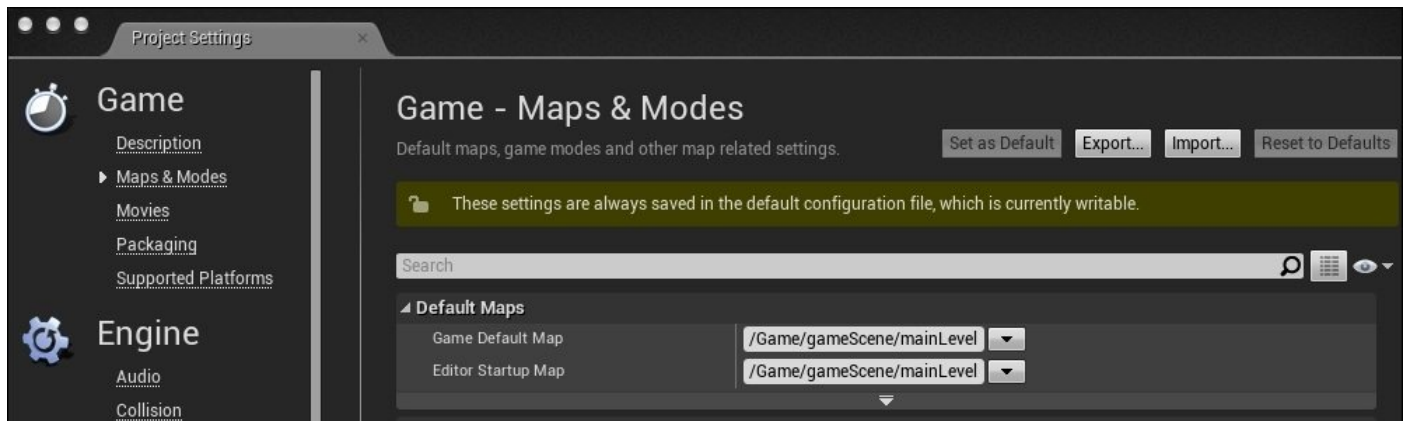 Project Settings
Game
Description
Maps & Modes
Movies
Packaging
Supported Platforms
Engine
Audio
Collision
Game - Maps & Modes
Default maps, game modes and other map related settings.
Set as Default Export... Import... Reset to Defaults
These settings are always saved in the default configuration file, which is currently writable.
Search
Default Maps
Game Default Map /Game/gameScene/mainLevel
Editor Startup Map /Game/gameScene/mainLevel